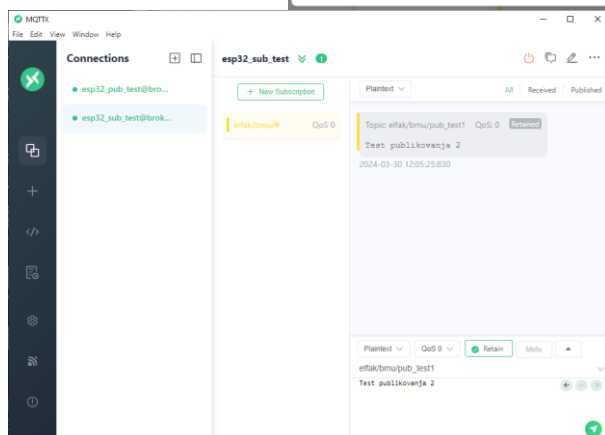 MQTTX
File Edit View Window Help
Connections
esp32_pub_test@bro...
esp32_sub_test@brok...
esp32_sub_test 1
+ New Subscription
elfak/bmu/# QoS 0
Plaintext All Received Published
Topic: elfak/bmu/pub_test1 QoS: 0 Retained
Test publikovanja 2
2024-03-30 12:05:25:830
Plaintext QoS 0 Retain Meta
elfak/bmu/pub_test1
Test publikovanja 2